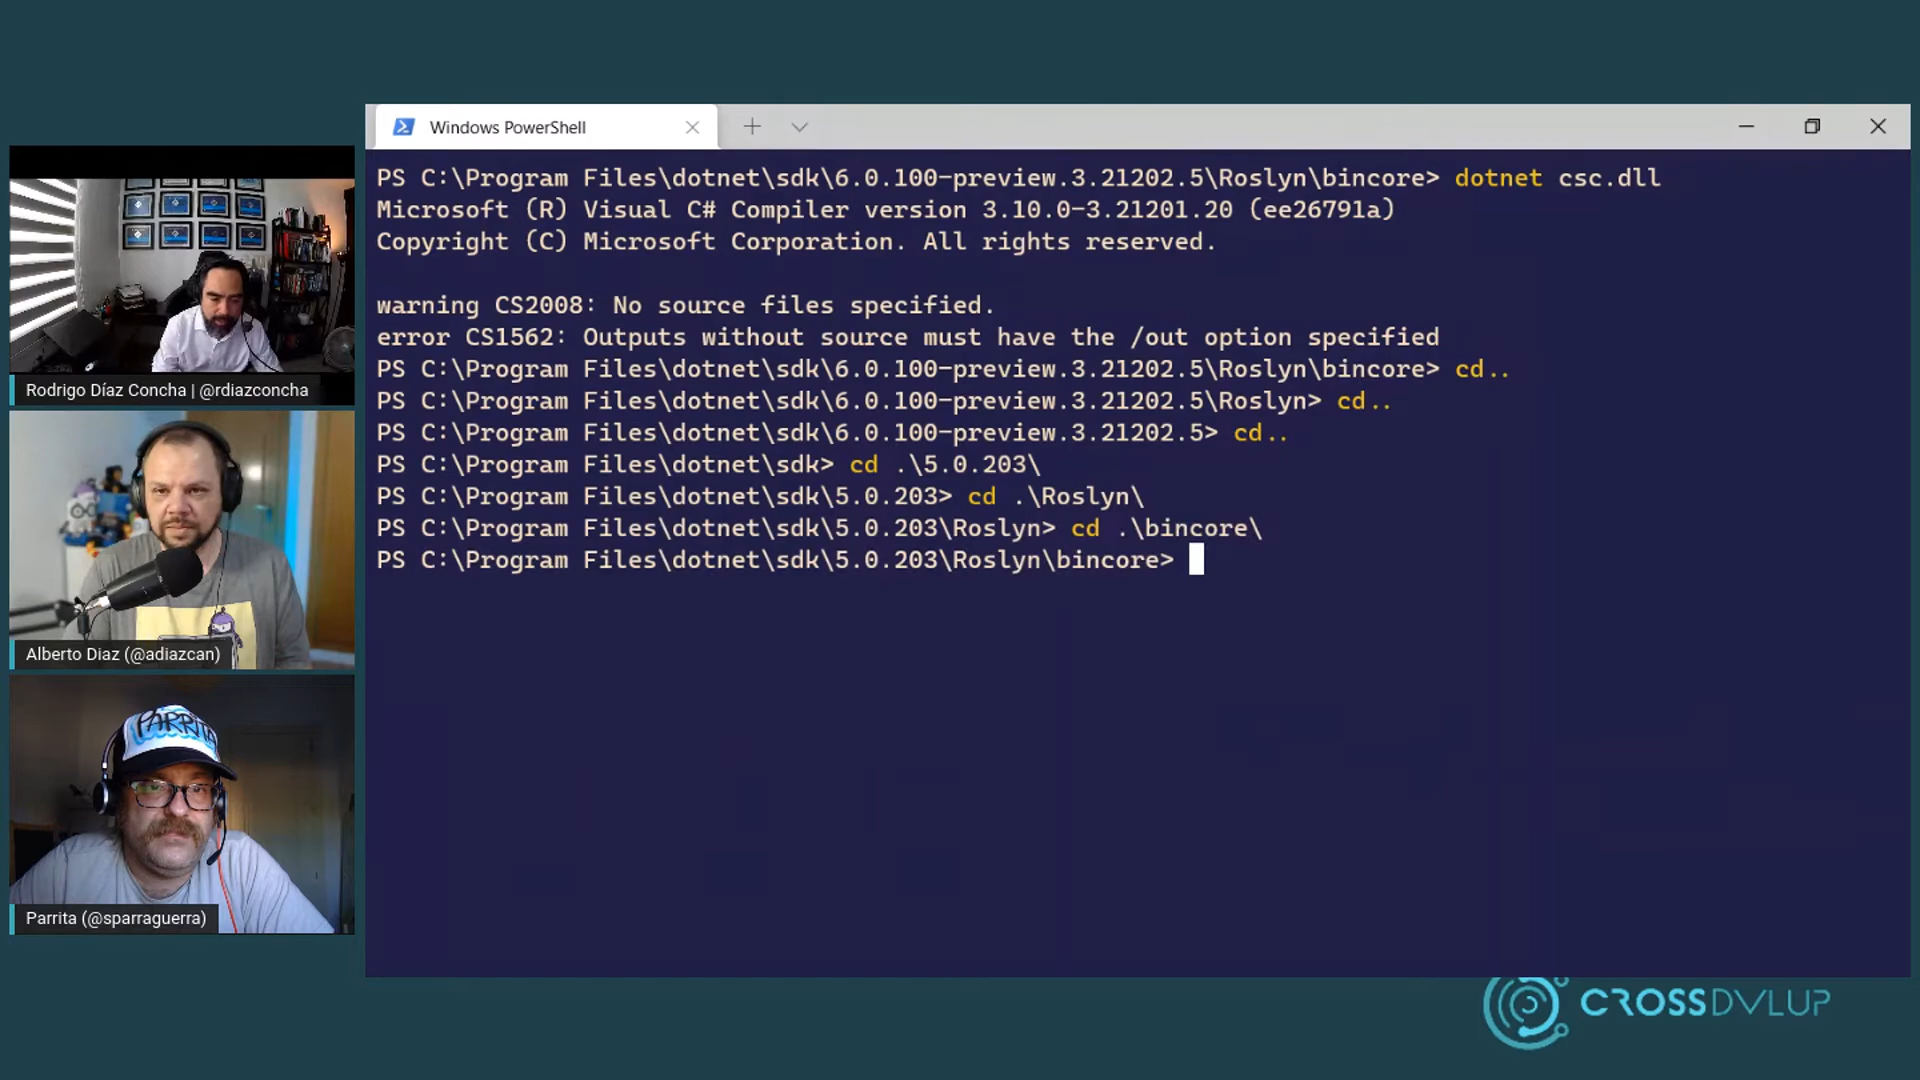 Windows PowerShell
PS C:\Program Files\dotnet\sdk\6.0.100-preview.3.21202.5\Roslyn\bincore> dotnet csc.dll
Microsoft (R) Visual C# Compiler version 3.10.0-3.21201.20 (ee26791a)
Copyright (C) Microsoft Corporation. All rights reserved.
warning CS2008: No source files specified.
error CS1562: Outputs without source must have the /out option specified
PS C:\Program Files\dotnet\sdk\6.0.100-preview.3.21202.5\Roslyn\bincore> cd..
PS C:\Program Files\dotnet\sdk\6.0.100-preview.3.21202.5\Roslyn> cd..
PS C:\Program Files\dotnet\sdk\6.0.100-preview.3.21202.5> cd..
PS C:\Program Files\dotnet\sdk> cd .\5.0.203\
PS C:\Program Files\dotnet\sdk\5.0.203> cd .\Roslyn\
PS C:\Program Files\dotnet\sdk\5.0.203\Roslyn> cd .\bincore\
PS C:\Program Files\dotnet\sdk\5.0.203\Roslyn\bincore>
Rodrigo Díaz Concha | @rdiazconcha
Alberto Diaz (@adiazcan)
PARRITA
Parrita (@sparraguerra)
CROSSDVLUP